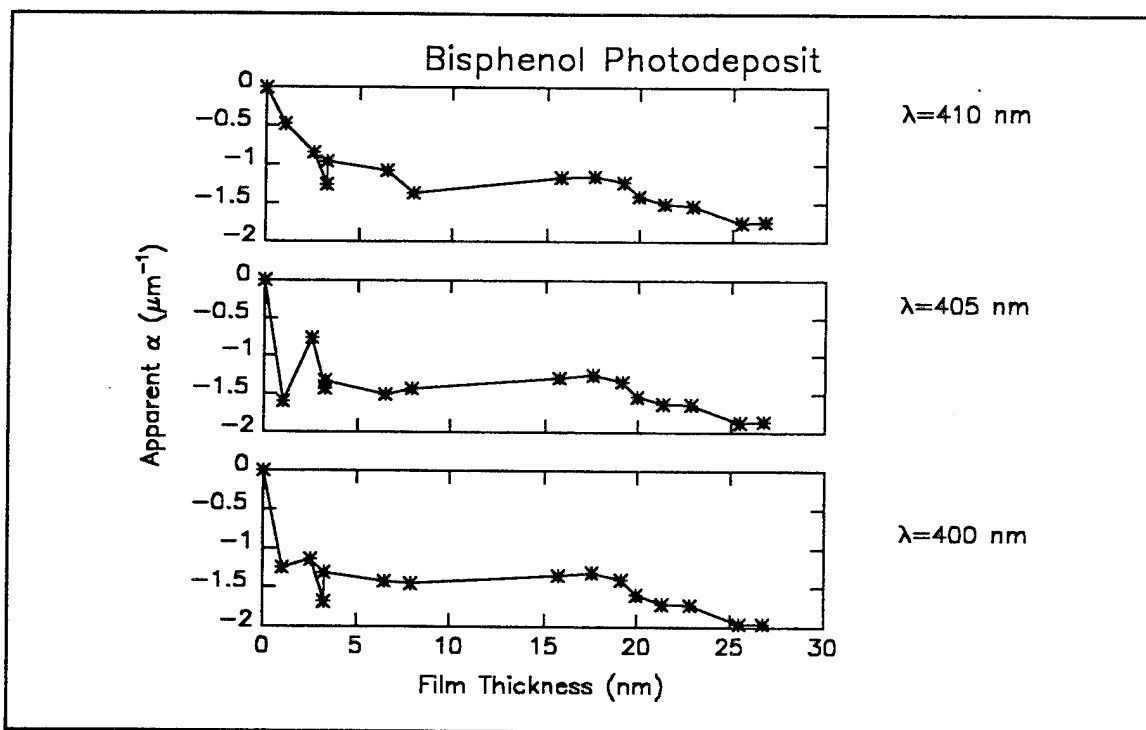 Bisphenol Photodeposit
0
−0.5
−1
−1.5
−2
λ=410 nm
0
−0.5
−1
−1.5
−2
λ=405 nm
0
−0.5
−1
−1.5
−2
λ=400 nm
0 5 10 15 20 25 30
Film Thickness (nm)
Apparent α (μm⁻¹)